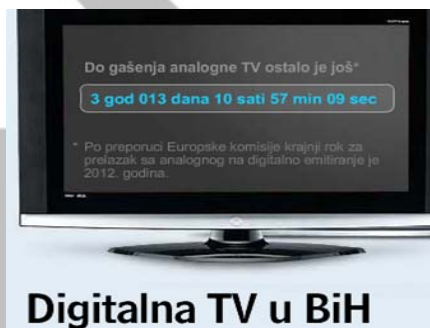 Do gašenja analogne TV ostalo je još*
3 god 013 dana 10 sati 57 min 09 sec
* Po preporuci Europske komisije krajnji rok za
prelazak sa analognog na digitalno emitiranje je
2012. godina.
Digitalna TV u BiH